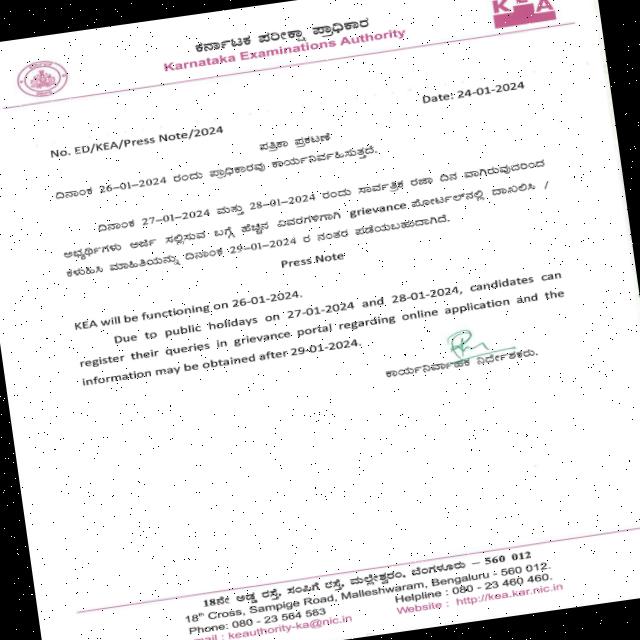 ಕರ್ನಾಟಕ ಪರೀಕ್ಷಾ ಪ್ರಾಧಿಕಾರ
Karnataka Examinations Authority
KEA
No. ED/KEA/Press Note/2024
Date: 24-01-2024
ಪತ್ರಿಕಾ ಪ್ರಕಟಣೆ
ದಿನಾಂಕ 26-01-2024 ರಂದು ಪ್ರಾಧಿಕಾರವು ಕಾರ್ಯನಿರ್ವಹಿಸುತ್ತದೆ.
ದಿನಾಂಕ 27-01-2024 ಮತ್ತು 28-01-2024 ರಂದು ಸಾರ್ವತ್ರಿಕ ರಜಾ ದಿನ ವಾಗಿರುವುದರಿಂದ
ಅಭ್ಯರ್ಥಿಗಳು ಅರ್ಜಿ ಸಲ್ಲಿಸುವ ಬಗ್ಗೆ ಹೆಚ್ಚಿನ ವಿವರಗಳಿಗಾಗಿ grievance ಪೋರ್ಟಲ್‌ನಲ್ಲಿ ದಾಖಲಿಸಿ /
ಕಳುಹಿಸಿ ಮಾಹಿತಿಯನ್ನು ದಿನಾಂಕ 29-01-2024 ರ ನಂತರ ಪಡೆಯಬಹುದಾಗಿದೆ.
Press Note
KEA will be functioning on 26-01-2024.
Due to public holidays on 27-01-2024 and 28-01-2024, candidates can
register their queries in grievance portal regarding online application and the
information may be obtained after 29-01-2024.
ಕಾರ್ಯನಿರ್ವಾಹಕ ನಿರ್ದೇಶಕರು.
18ನೇ ಅಡ್ಡ ರಸ್ತೆ, ಸಂಪಿಗೆ ರಸ್ತೆ, ಮಲ್ಲೇಶ್ವರಂ, ಬೆಂಗಳೂರು – 560 012
18th Cross, Sampige Road, Malleshwaram, Bengaluru - 560 012.
Phone: 080 - 23 564 583 Helpline : 080 - 23 460 460.
keauthority-ka@nic.in Website : http://kea.kar.nic.in